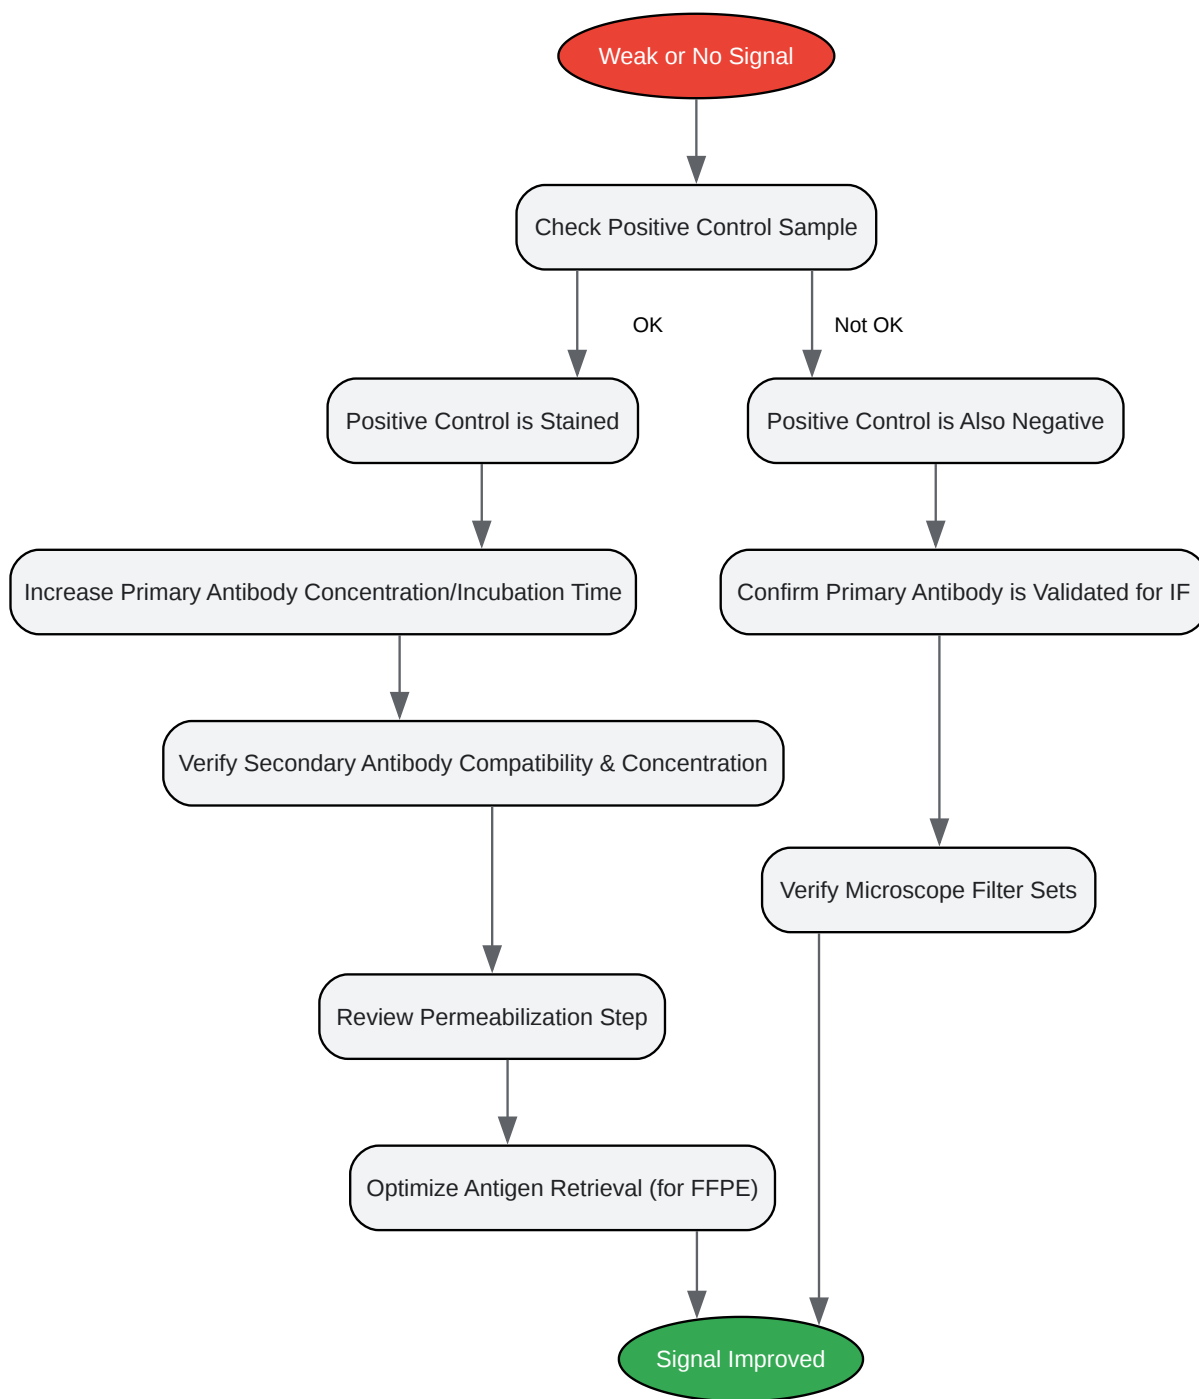 Weak or No Signal
Check Positive Control Sample
OK
Not OK
Positive Control is Stained
Positive Control is Also Negative
Increase Primary Antibody Concentration/Incubation Time
Confirm Primary Antibody is Validated for IF
Verify Secondary Antibody Compatibility & Concentration
Verify Microscope Filter Sets
Review Permeabilization Step
Optimize Antigen Retrieval (for FFPE)
Signal Improved